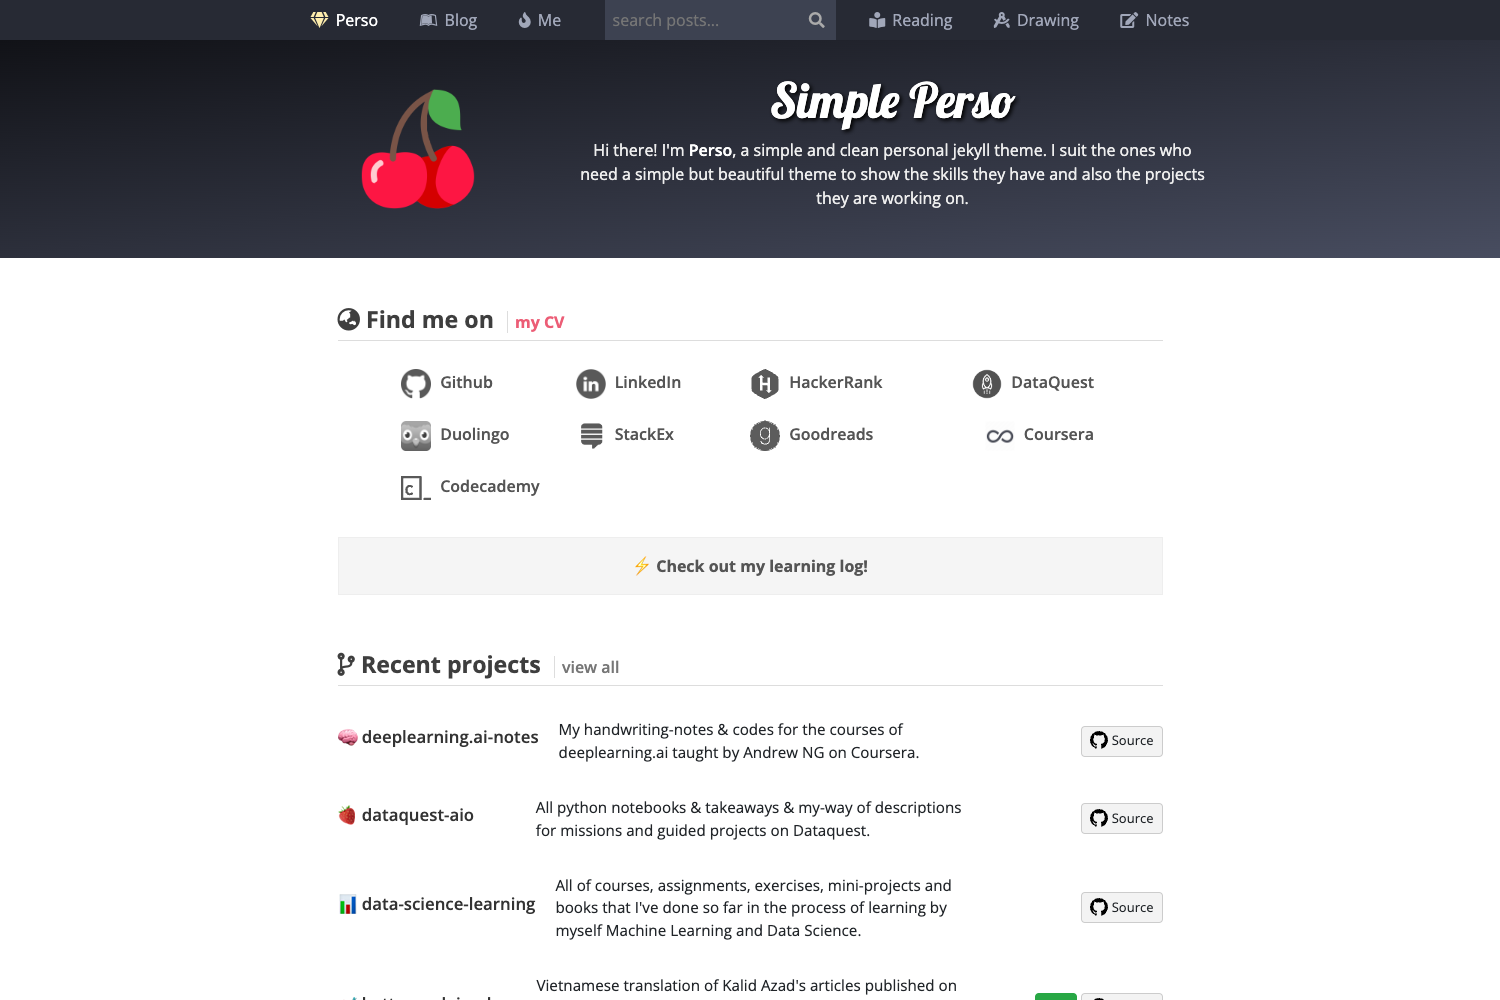 Perso
Blog
Me
search posts...
Reading
Drawing
Notes
Simple Perso
Hi there! I'm Perso, a simple and clean personal jekyll theme. I suit the ones who
need a simple but beautiful theme to show the skills they have and also the projects
they are working on.
Find me on
my CV
Github
LinkedIn
HackerRank
DataQuest
Duolingo
StackEx
Goodreads
Coursera
Codecademy
⚡ Check out my learning log!
Recent projects
view all
deeplearning.ai-notes
My handwriting-notes & codes for the courses of
deeplearning.ai taught by Andrew NG on Coursera.
Source
dataquest-aio
All python notebooks & takeaways & my-way of descriptions
for missions and guided projects on Dataquest.
Source
data-science-learning
All of courses, assignments, exercises, mini-projects and
books that I've done so far in the process of learning by
myself Machine Learning and Data Science.
Source
Vietnamese translation of Kalid Azad's articles published on